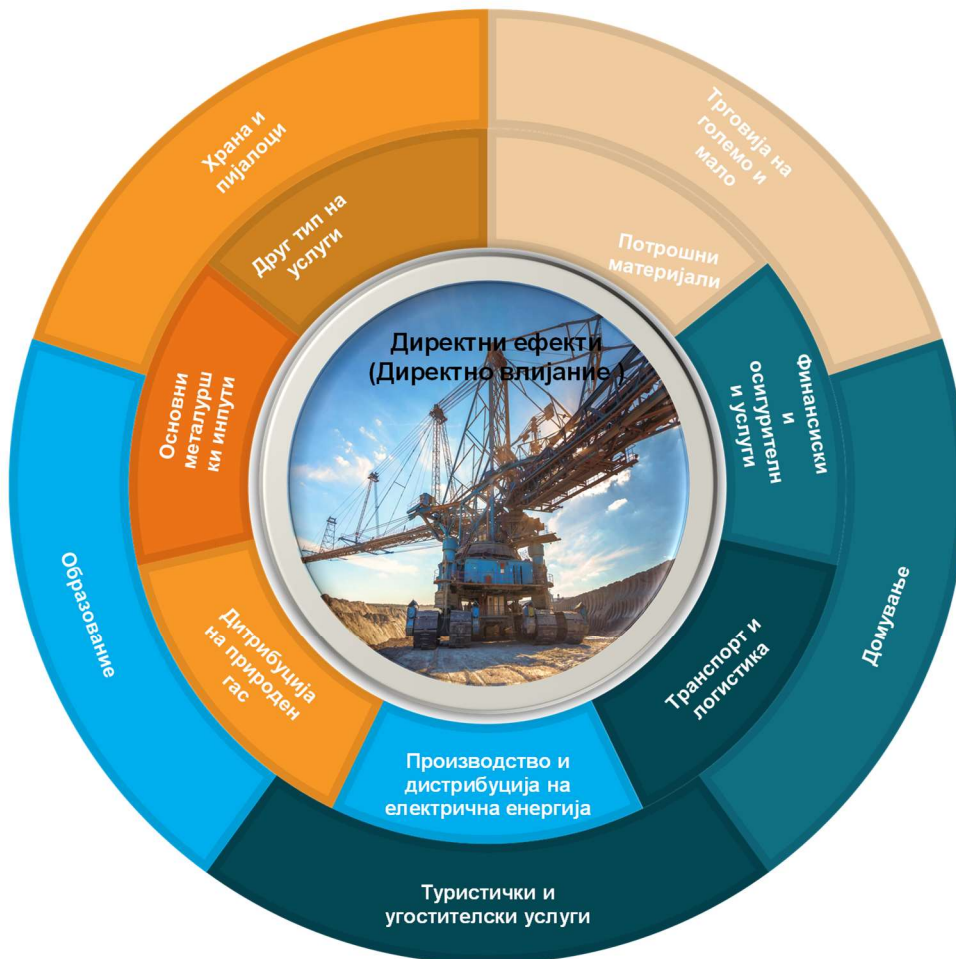 Храна и
пијалоци
Трговија на
големо и
мало
Друг тип на
услуги
Потрошни
материјали
Директни ефекти
(Директно влијание )
Основни
металурш
ки инпути
Финансиски
и
осигурителн
и услуги
Образование
Домување
Дитрибуција
на природен
гас
Транспорт и
логистика
Производство и
дистрибуција на
електрична енергија
Туристички и
угостителски услуги